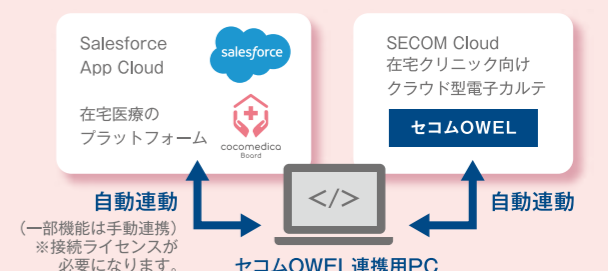 Salesforce
App Cloud
salesforce
在宅医療の
プラットフォーム
cocomedica
Board
SECOM Cloud
在宅クリニック向け
クラウド型電子カルテ
セコムOWEL
自動連動
（一部機能は手動連携）
※接続ライセンスが
必要になります。
</>
自動連動
セコムOWEL連携用PC